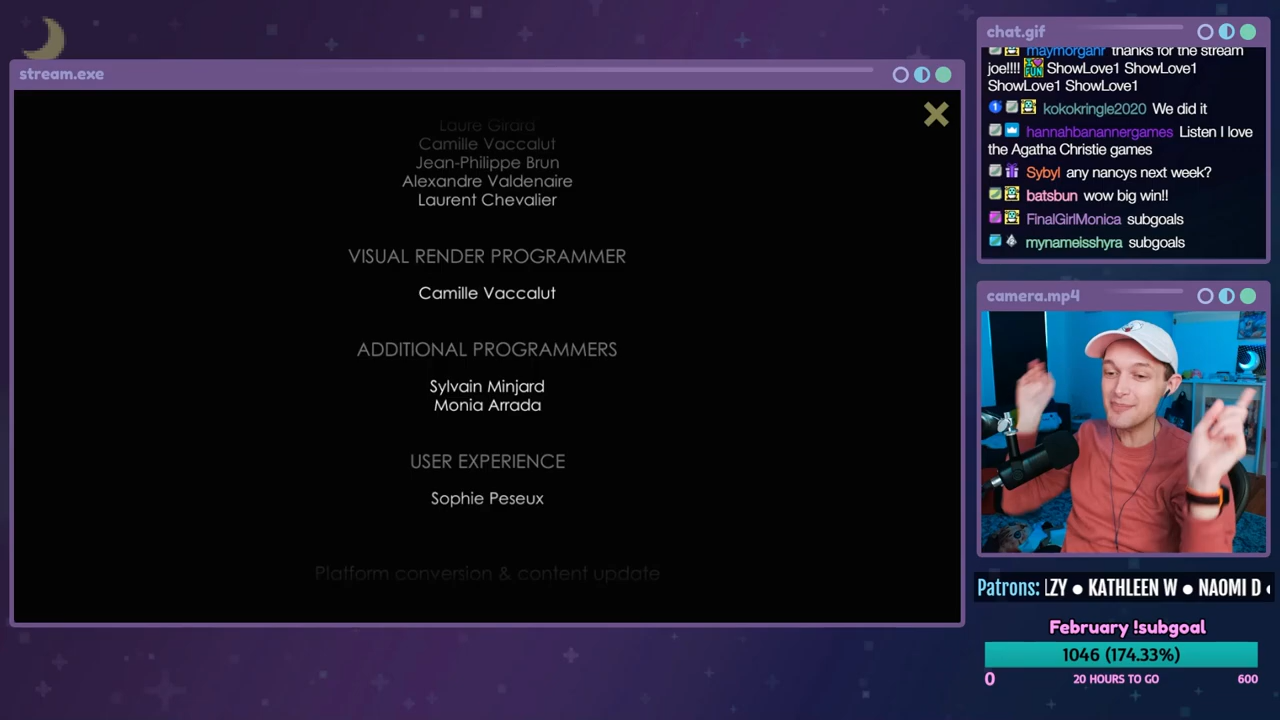 stream.exe
Laure Girard
Camille Vaccalut
Jean-Philippe Brun
Alexandre Valdenaire
Laurent Chevalier
VISUAL RENDER PROGRAMMER
Camille Vaccalut
ADDITIONAL PROGRAMMERS
Sylvain Minjard
Monia Arrada
USER EXPERIENCE
Sophie Peseux
Platform conversion & content update
chat.gif
maymorganr thanks for the stream
joe!!!! FUN ShowLove1 ShowLove1
ShowLove1 ShowLove1
1 kokokringle2020 We did it
hannahbanannergames Listen I love
the Agatha Christie games
Sybyl any nancys next week?
batsbun wow big win!!
FinalGirlMonica subgoals
mynameisshyra subgoals
camera.mp4
Patrons: LZY ● KATHLEEN W ● NAOMI D
February !subgoal
1046 (174.33%)
0 20 HOURS TO GO 600